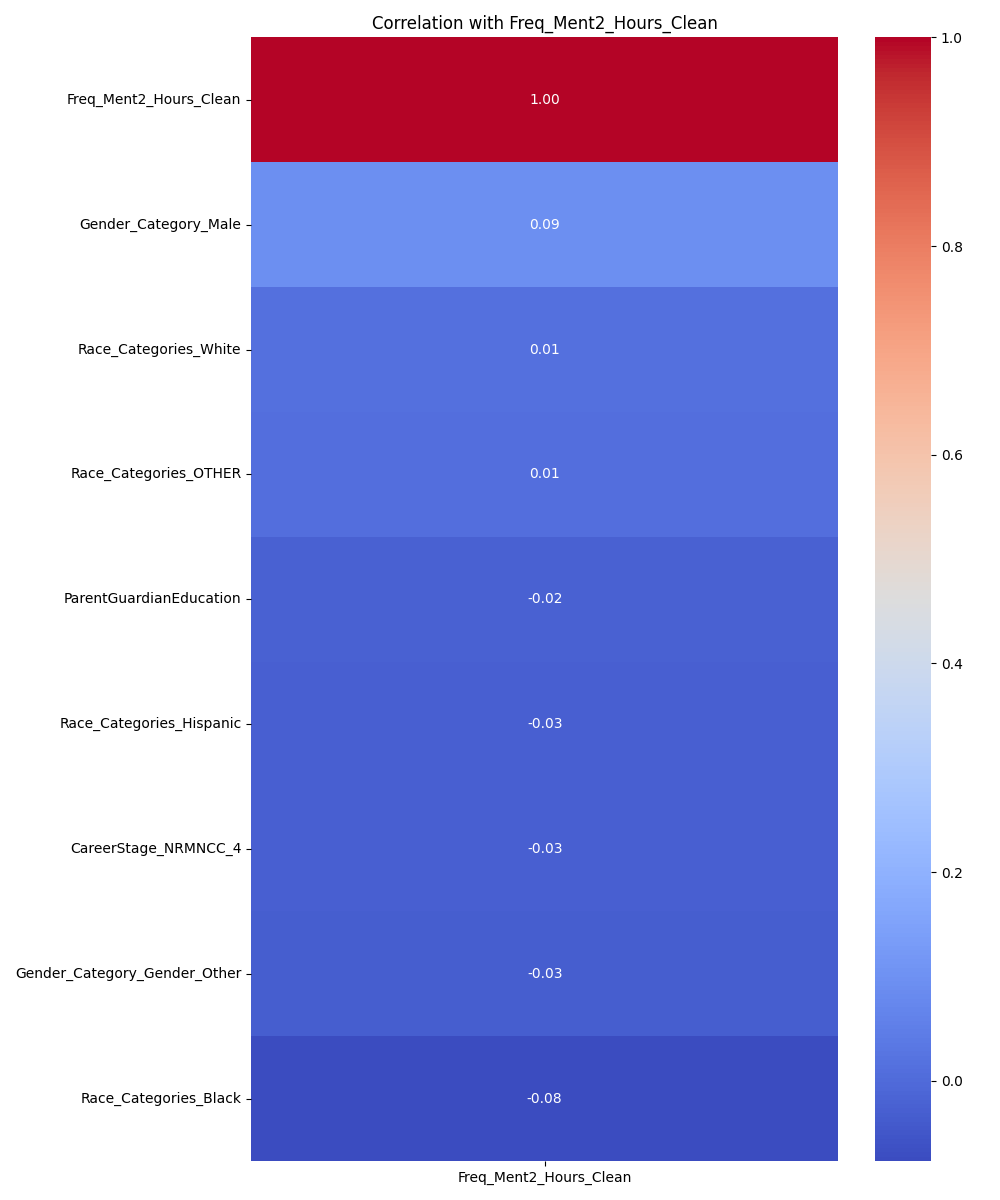 Correlation with Freq_Ment2_Hours_Clean
Freq_Ment2_Hours_Clean
1.00
Gender_Category_Male
0.09
Race_Categories_White
0.01
Race_Categories_OTHER
0.01
ParentGuardianEducation
-0.02
Race_Categories_Hispanic
-0.03
CareerStage_NRMNCC_4
-0.03
Gender_Category_Gender_Other
-0.03
Race_Categories_Black
-0.08
Freq_Ment2_Hours_Clean
1.0
0.8
0.6
0.4
0.2
0.0